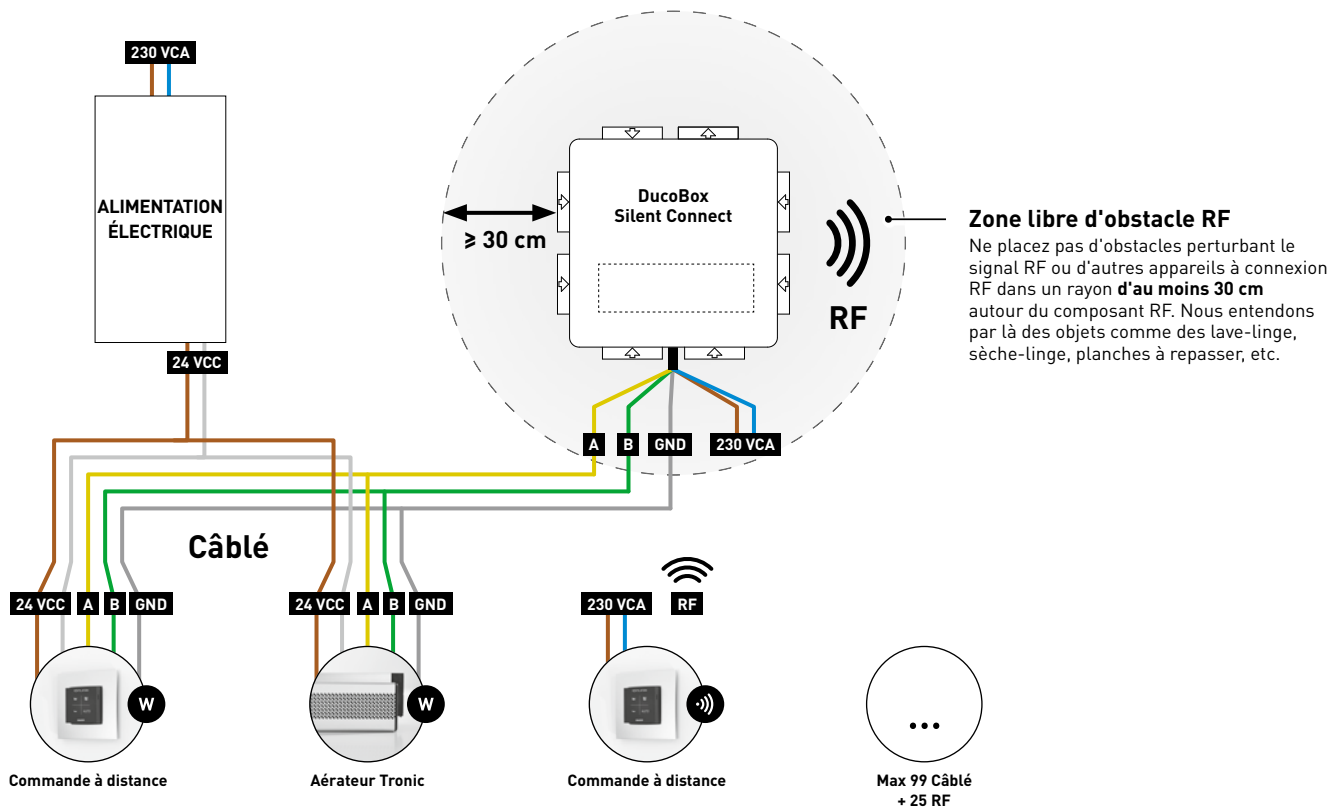 230 VCA
ALIMENTATION
ÉLECTRIQUE
24 VCC
DucoBox
Silent Connect
≥ 30 cm
RF
Zone libre d'obstacle RF
Ne placez pas d'obstacles perturbant le
signal RF ou d'autres appareils à connexion
RF dans un rayon d'au moins 30 cm
autour du composant RF. Nous entendons
par là des objets comme des lave-linge,
sèche-linge, planches à repasser, etc.
A B GND 230 VCA
Câblé
24 VCC A B GND
24 VCC A B GND
230 VCA RF
W
W
...
Commande à distance
Aérateur Tronic
Commande à distance
Max 99 Câblé
+ 25 RF